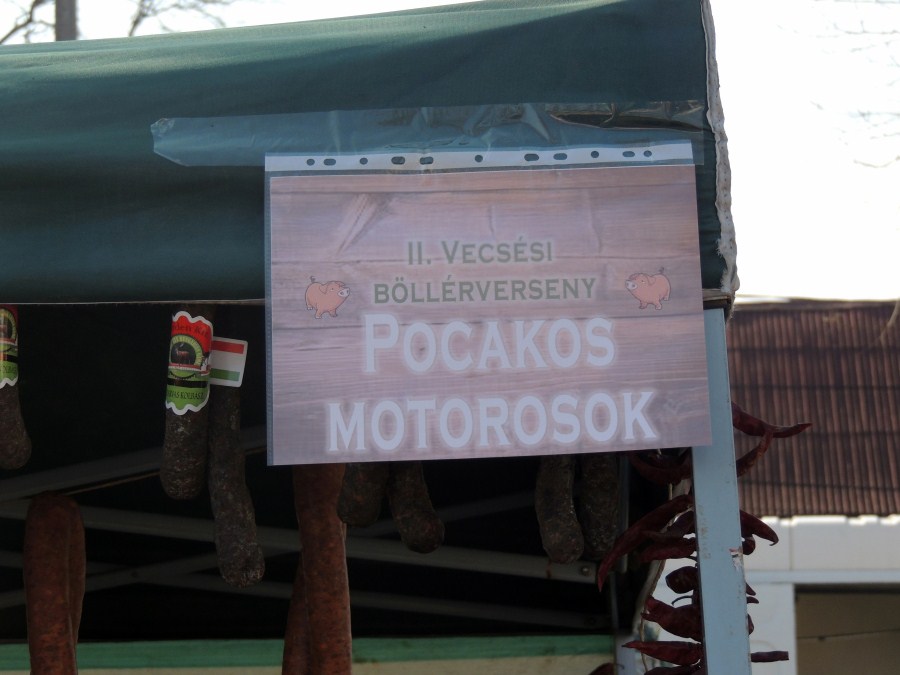 II. VECSÉSI
BÖLLÉRVERSENY
POCAKOS
MOTOROSOK